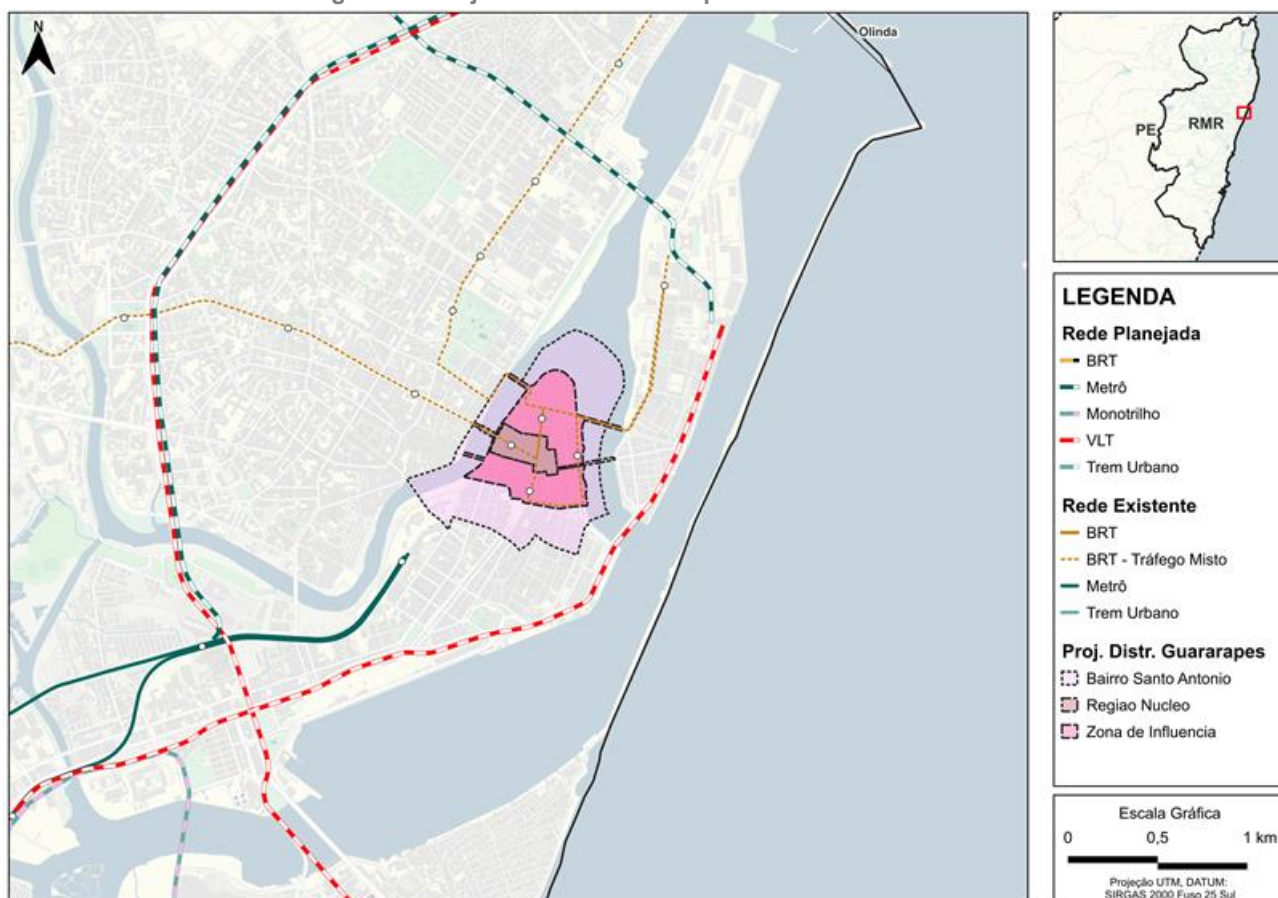 N
Olinda
PE
RMR
LEGENDA
Rede Planejada
BRT
Metrô
Monotrilho
VLT
Trem Urbano
Rede Existente
BRT
BRT - Tráfego Misto
Metrô
Trem Urbano
Proj. Distr. Guararapes
Bairro Santo Antonio
Regiao Nucleo
Zona de Influencia
Escala Gráfica
0 0,5 1 km
Projeção UTM, DATUM:
SIRGAS 2000 Fuso 25 Sul